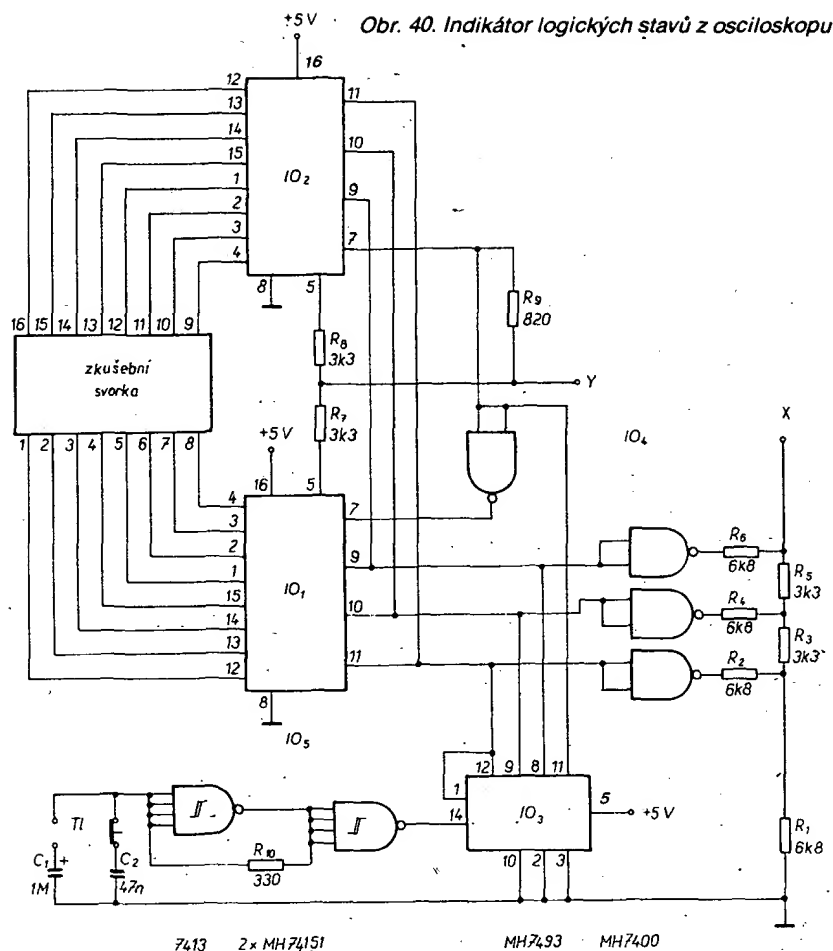 Obr. 40. Indikátor logických stavů z osciloskopu
+5 V
16
12
13
14
15
1
2
3
4
IO₂
11
10
9
7
8
5
R₉
820
R₈
3k3
Y
R₇
3k3
16 15 14 13 12 11 10 9
zkušební
svorka
1 2 3 4 5 6 7 8
+5 V
16
5
4
3
2
1
15
14
13
12
IO₁
7
9
10
11
8
IO₅
IO₄
X
R₆
6k8
R₅
3k3
R₄
6k8
R₃
3k3
R₂
6k8
R₁
6k8
12 9 8 11
1
14
IO₃
5
+5 V
10 2 3
Tl
C₁ +
1M
C₂
47n
R₁₀
330
7413 2x MH74151 MH7493 MH7400